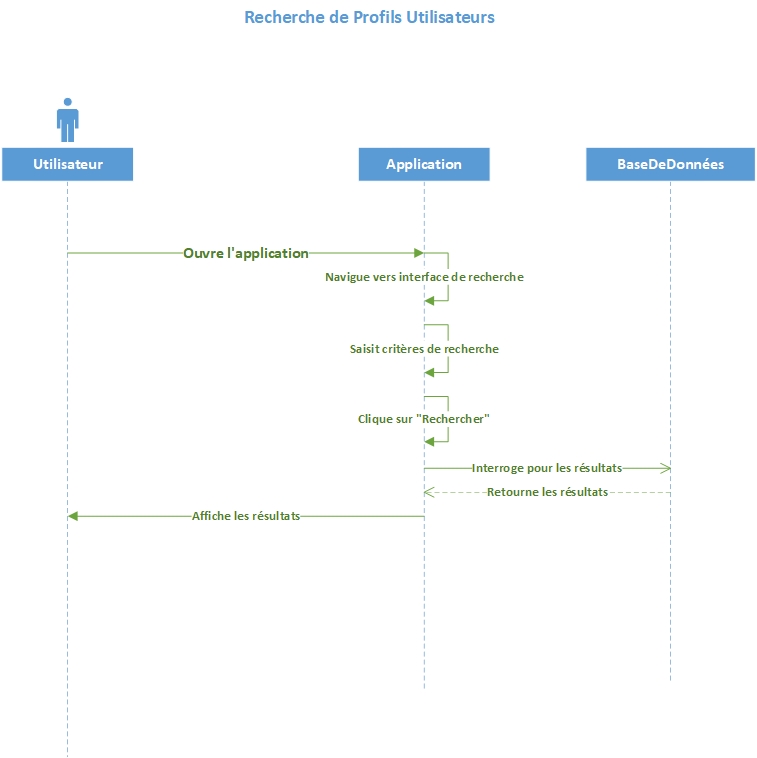 Recherche de Profils Utilisateurs
Utilisateur
Application
BaseDeDonnées
Ouvre l'application
Navigue vers interface de recherche
Saisit critères de recherche
Clique sur "Rechercher"
Interroge pour les résultats
Retourne les résultats
Affiche les résultats